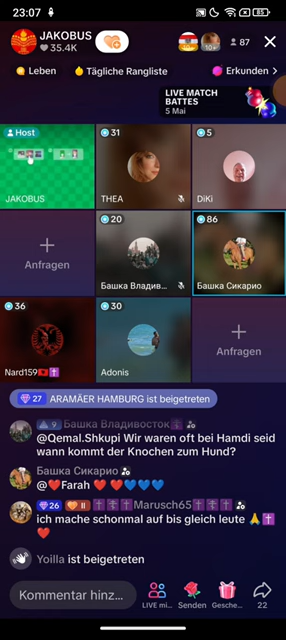 23:07
85
JAKOBUS
35.4K
10+
87
Leben
Tägliche Rangliste
Erkunden >
LIVE MATCH
BATTES
5 Mai
Host
JAKOBUS
31
THEA
5
DiKi
Anfragen
20
Башка Владив...
86
Башка Сикарио
36
Nard159🇦🇱✝️
30
Adonis
Anfragen
27 ARAMÄER HAMBURG ist beigetreten
9 Башка Владивосток☦️
@Qemal.Shkupi Wir waren oft bei Hamdi seid
wann kommt der Knochen zum Hund?
Башка Сикарио
@❤️Farah ❤️ ❤️💙💙💙
26 II ✝️✝️✝️Marusch65✝️✝️✝️
ich mache schonmal auf bis gleich leute 🙏✝️
❤️
Yoilla ist beigetreten
Kommentar hinz...
LIVE mi...
Senden
Gesche...
22